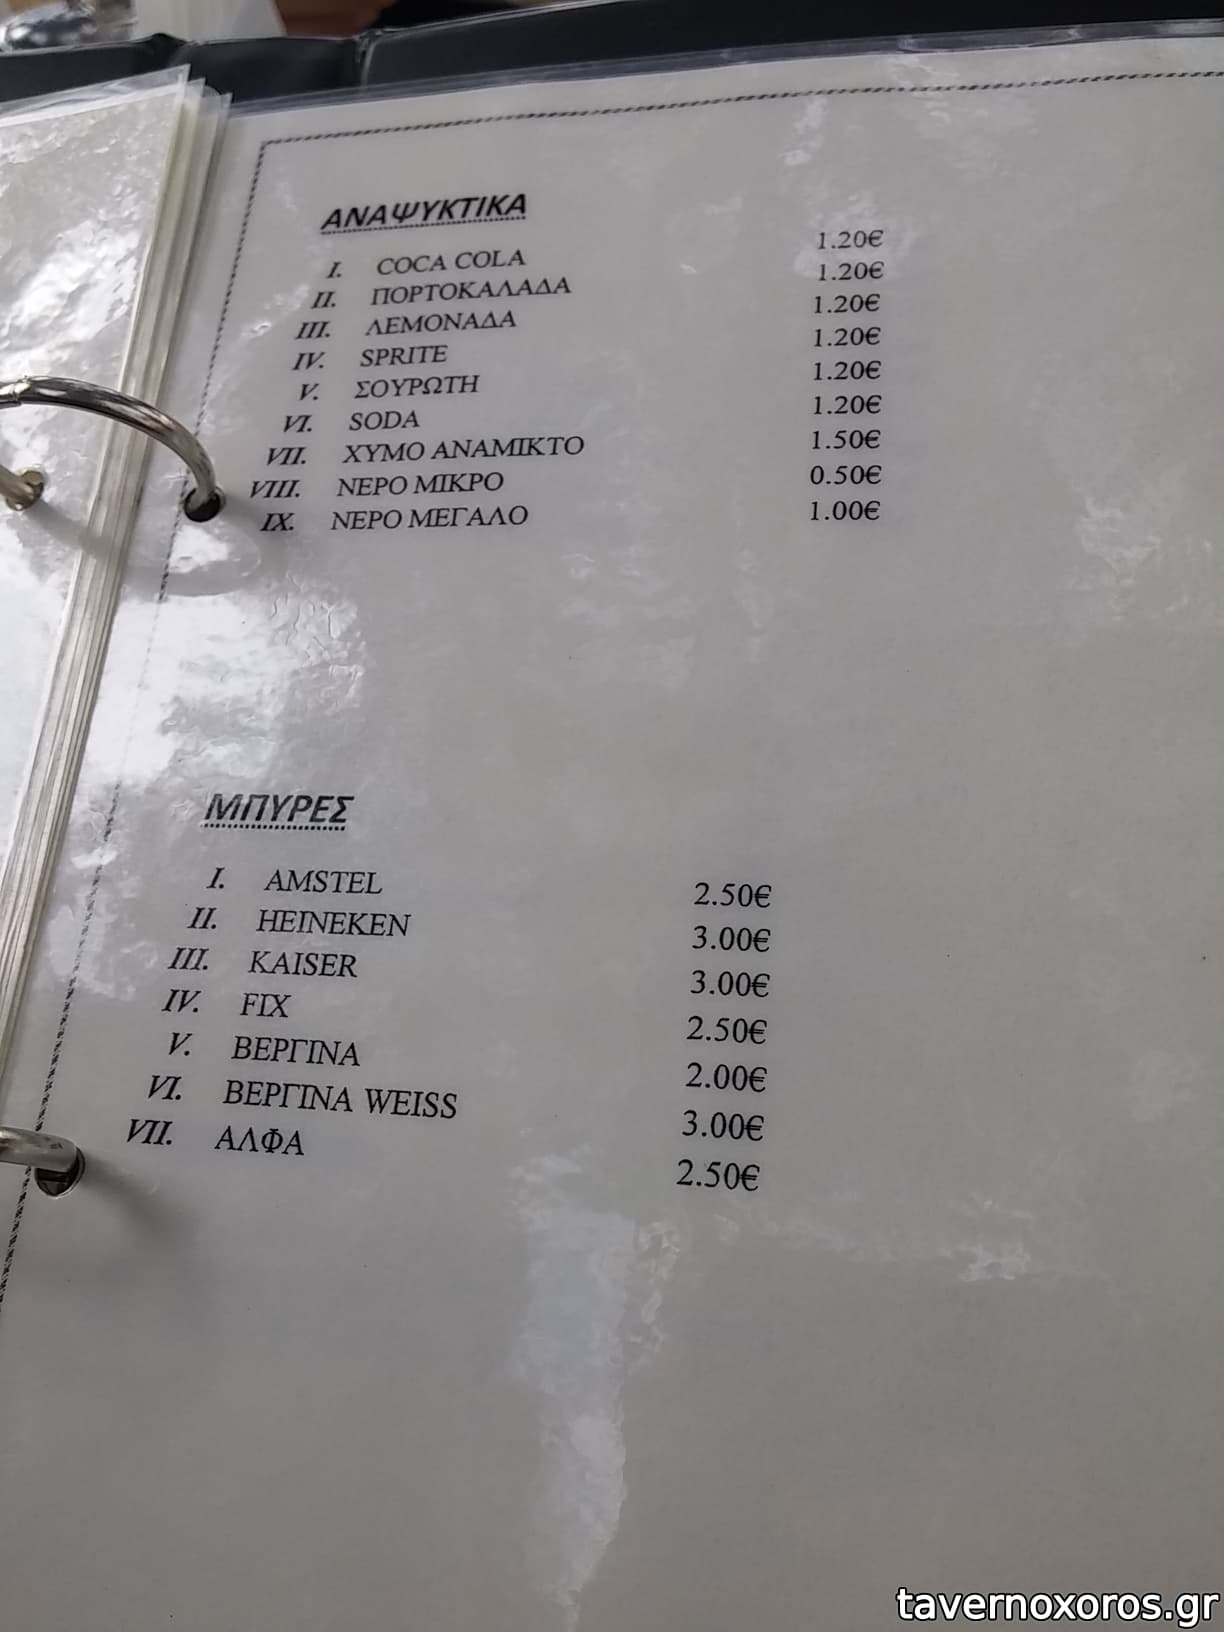 ΑΝΑΨΥΚΤΙΚΑ
I. COCA COLA 1.20€
II. ΠΟΡΤΟΚΑΛΑΔΑ 1.20€
III. ΛΕΜΟΝΑΔΑ 1.20€
IV. SPRITE 1.20€
V. ΣΟΥΡΩΤΗ 1.20€
VI. SODA 1.20€
VII. ΧΥΜΟ ΑΝΑΜΙΚΤΟ 1.50€
VIII. ΝΕΡΟ ΜΙΚΡΟ 0.50€
IX. ΝΕΡΟ ΜΕΓΑΛΟ 1.00€
ΜΠΥΡΕΣ
I. AMSTEL 2.50€
II. HEINEKEN 3.00€
III. KAISER 3.00€
IV. FIX 2.50€
V. ΒΕΡΓΙΝΑ 2.00€
VI. ΒΕΡΓΙΝΑ WEISS 3.00€
VII. ΑΛΦΑ 2.50€
tavernoxoros.gr